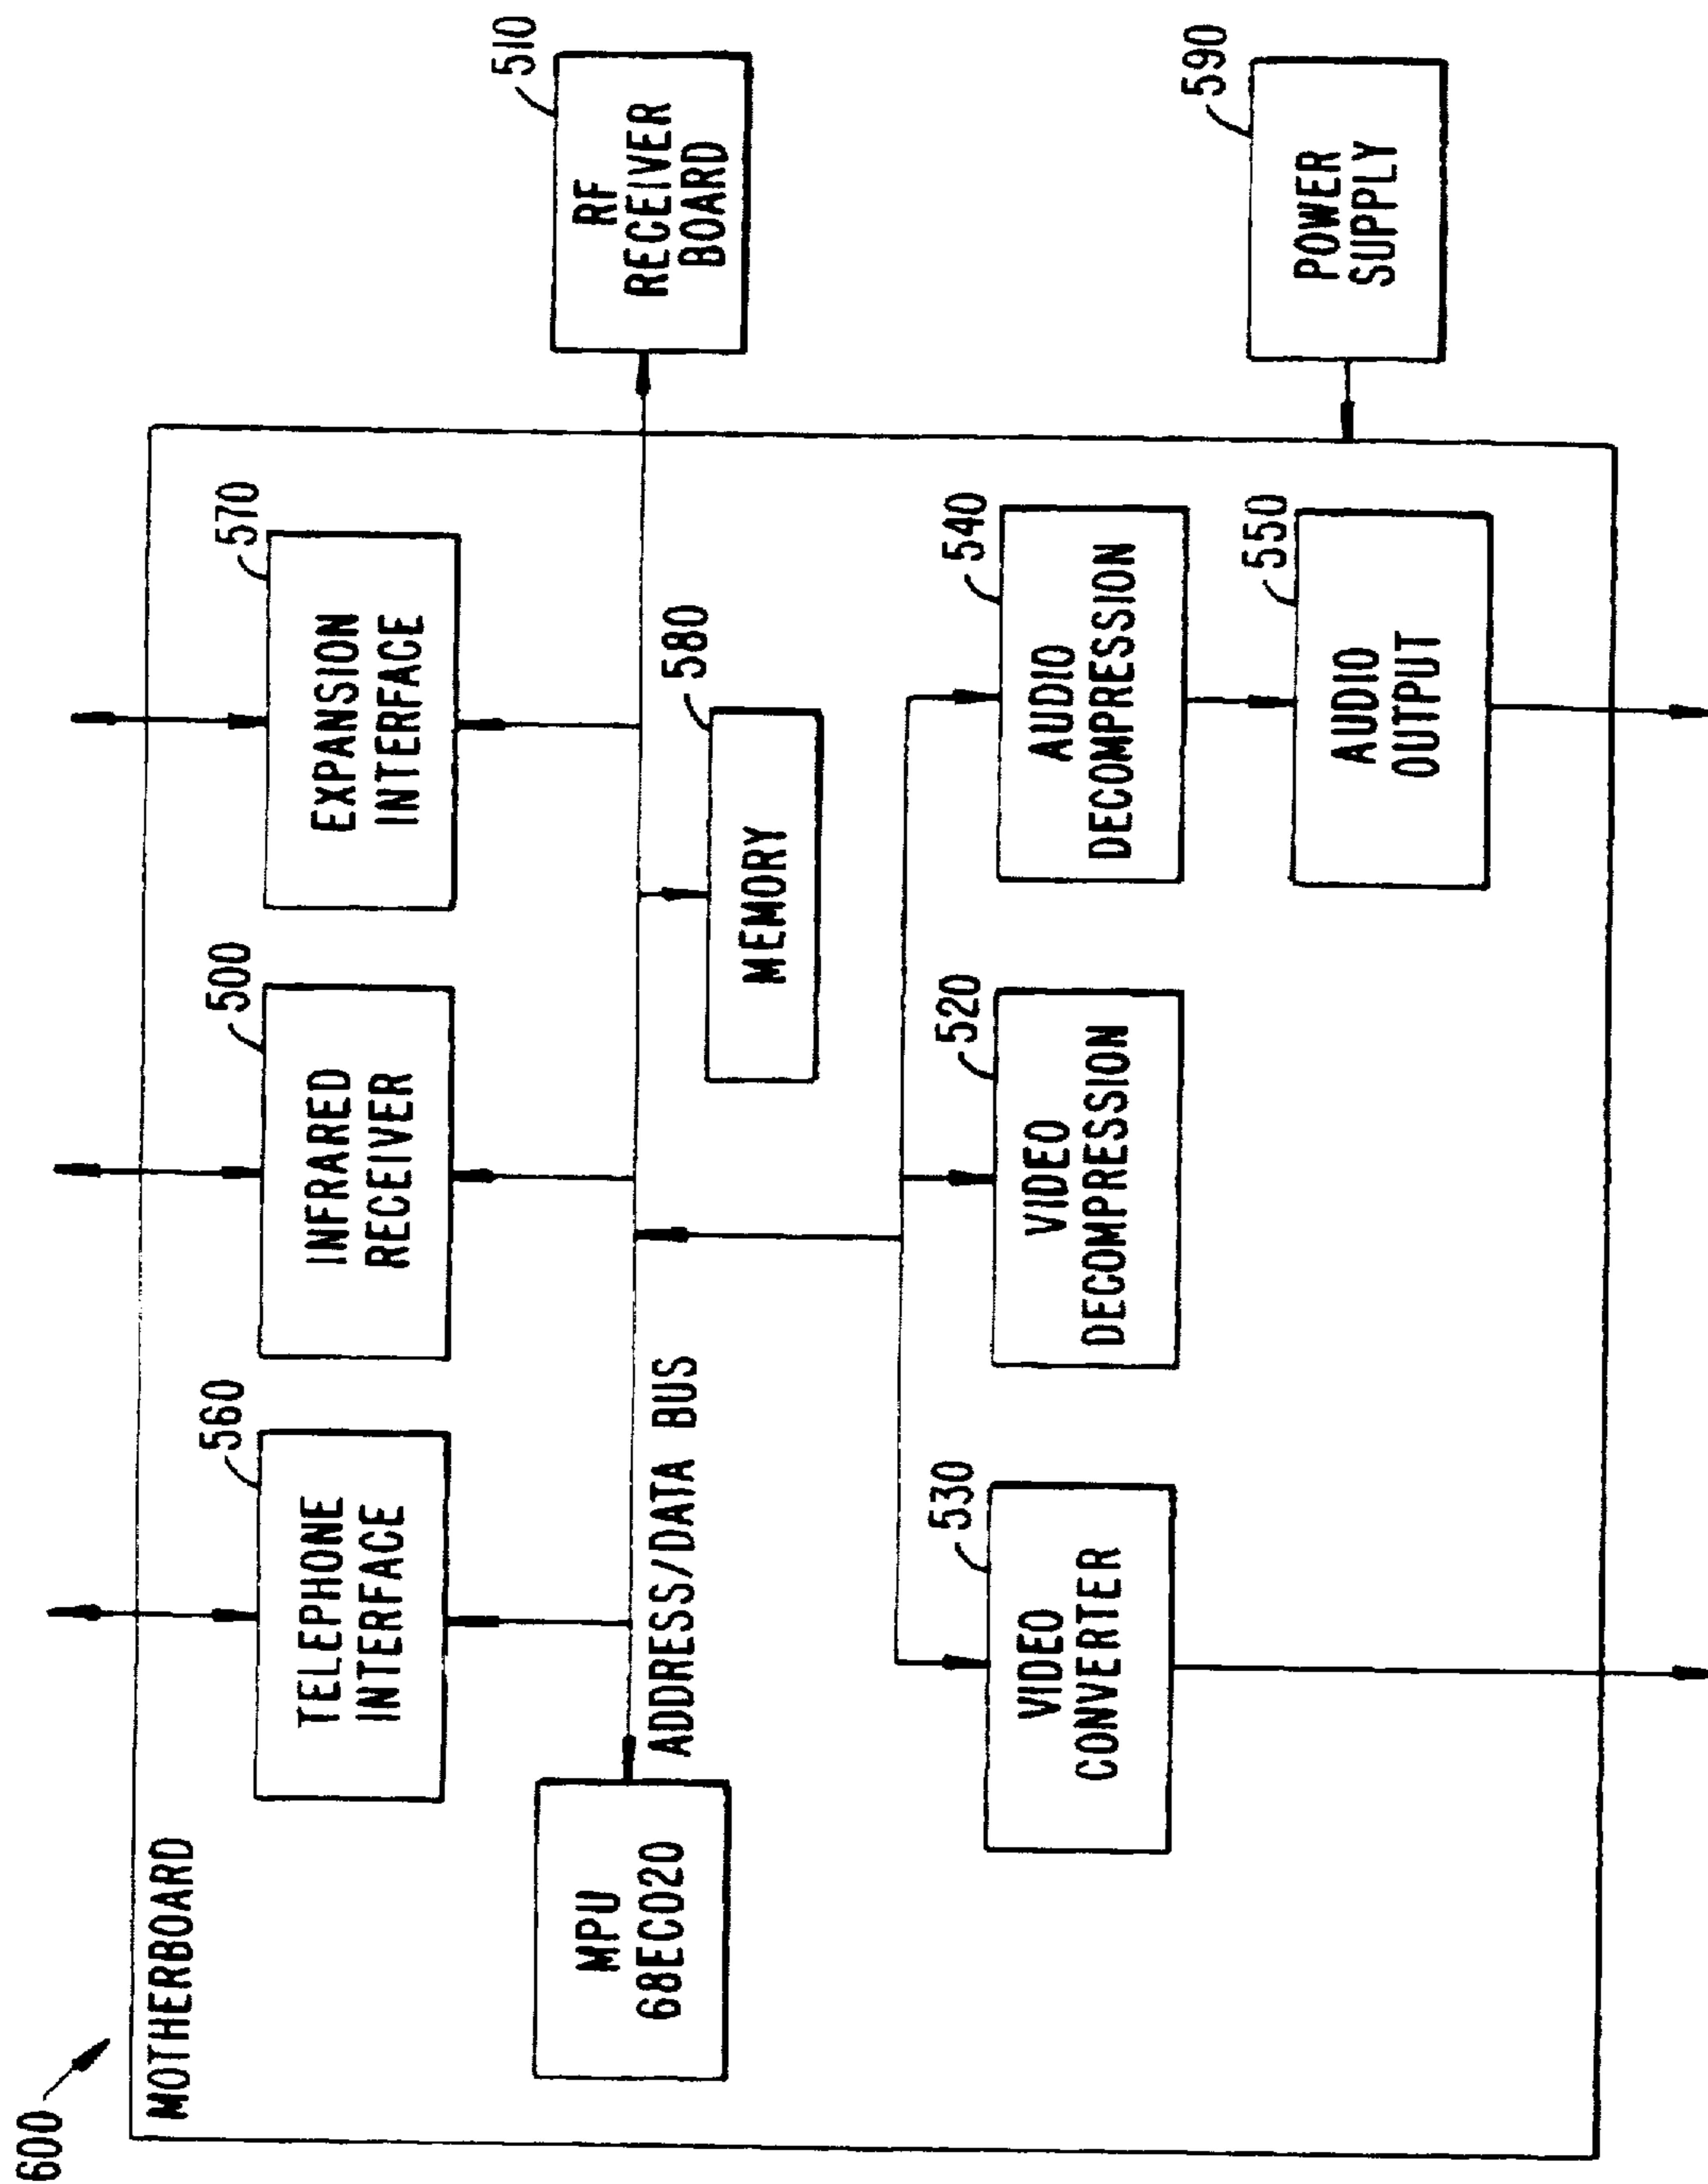 600
MOTHERBOARD
560
TELEPHONE
INTERFACE
500
INFRARED
RECEIVER
570
EXPANSION
INTERFACE
510
RF
RECEIVER
BOARD
MPU
68EC020
ADDRESS/DATA BUS
580
MEMORY
530
VIDEO
CONVERTER
520
VIDEO
DECOMPRESSION
540
AUDIO
DECOMPRESSION
550
AUDIO
OUTPUT
590
POWER
SUPPLY